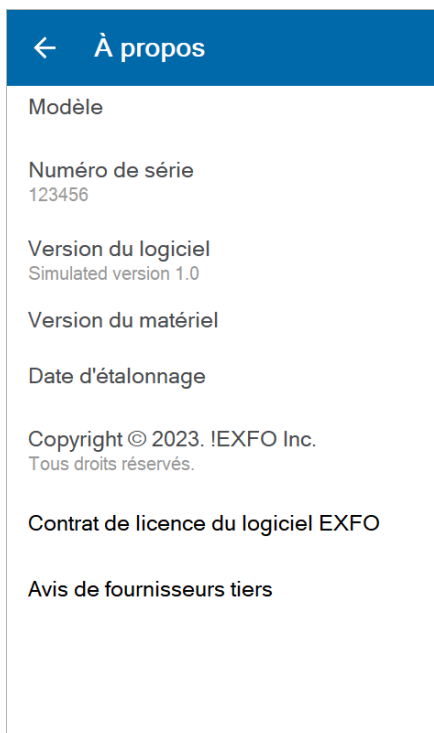 À propos
Modèle
Numéro de série
123456
Version du logiciel
Simulated version 1.0
Version du matériel
Date d'étalonnage
Copyright © 2023. !EXFO Inc.
Tous droits réservés.
Contrat de licence du logiciel EXFO
Avis de fournisseurs tiers